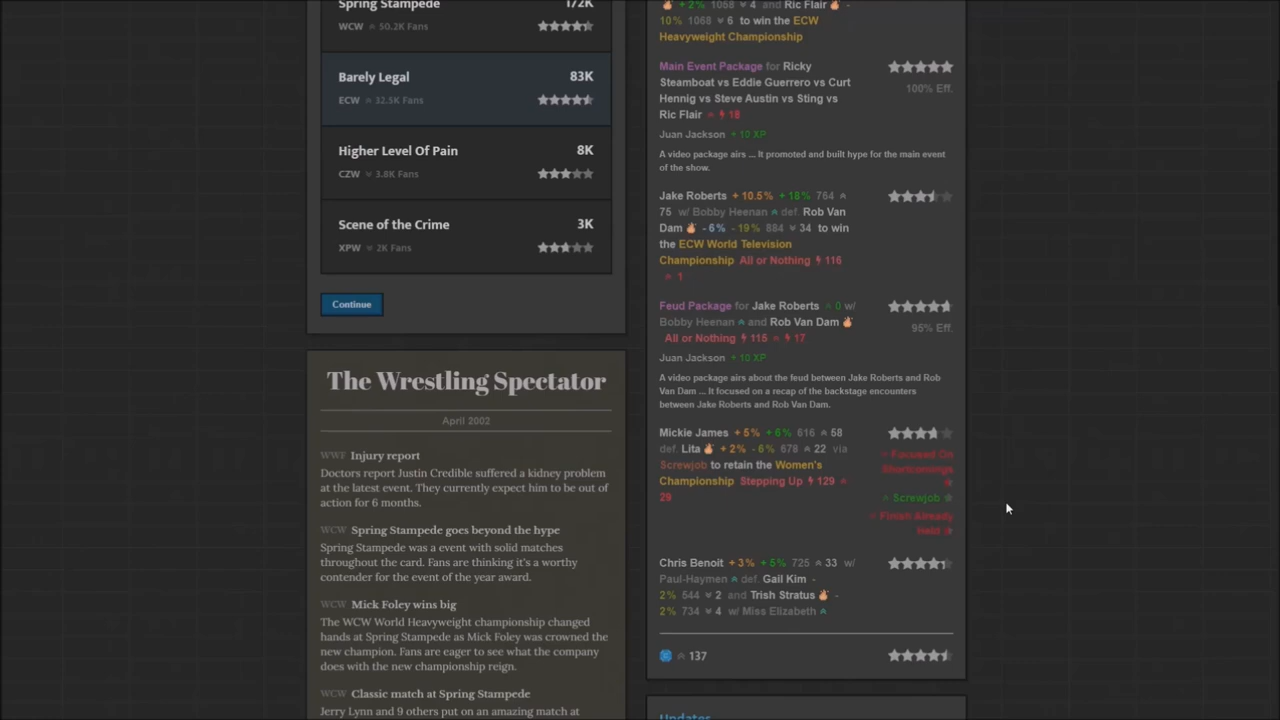 Spring Stampede 172K
WCW 50.2K Fans
Barely Legal 83K
ECW 32.5K Fans
Higher Level Of Pain 8K
CZW 3.8K Fans
Scene of the Crime 3K
XPW 2K Fans
Continue
The Wrestling Spectator
April 2002
WWF Injury report
Doctors report Justin Credible suffered a kidney problem
at the latest event. They currently expect him to be out of
action for 6 months.
WCW Spring Stampede goes beyond the hype
Spring Stampede was a event with solid matches
throughout the card. Fans are thinking it's a worthy
contender for the event of the year award.
WCW Mick Foley wins big
The WCW World Heavyweight championship changed
hands at Spring Stampede as Mick Foley was crowned the
new champion. Fans are eager to see what the company
does with the new championship reign.
WCW Classic match at Spring Stampede
Jerry Lynn and 9 others put on an amazing match at
+ 2% 1058 4 and Ric Flair -
10% 1068 6 to win the ECW
Heavyweight Championship
Main Event Package for Ricky
Steamboat vs Eddie Guerrero vs Curt
Hennig vs Steve Austin vs Sting vs
Ric Flair 18
100% Eff.
Juan Jackson + 10 XP
A video package airs ... It promoted and built hype for the main event
of the show.
Jake Roberts + 10.5% + 18% 764
75 w/ Bobby Heenan def. Rob Van
Dam - 6% - 19% 884 34 to win
the ECW World Television
Championship All or Nothing 116
1
Feud Package for Jake Roberts 0 w/
Bobby Heenan and Rob Van Dam
All or Nothing 115 17
95% Eff.
Juan Jackson + 10 XP
A video package airs about the feud between Jake Roberts and Rob
Van Dam ... It focused on a recap of the backstage encounters
between Jake Roberts and Rob Van Dam.
Mickie James + 5% + 6% 616 58
def. Lita + 2% - 6% 678 22 via
Screwjob to retain the Women's
Championship Stepping Up 129
29
Focused On
Shortcomings
Screwjob
Finish Already
Held
Chris Benoit + 3% + 5% 725 33 w/
Paul-Haymen def. Gail Kim -
2% 544 2 and Trish Stratus -
2% 734 4 w/ Miss Elizabeth
137
Updates